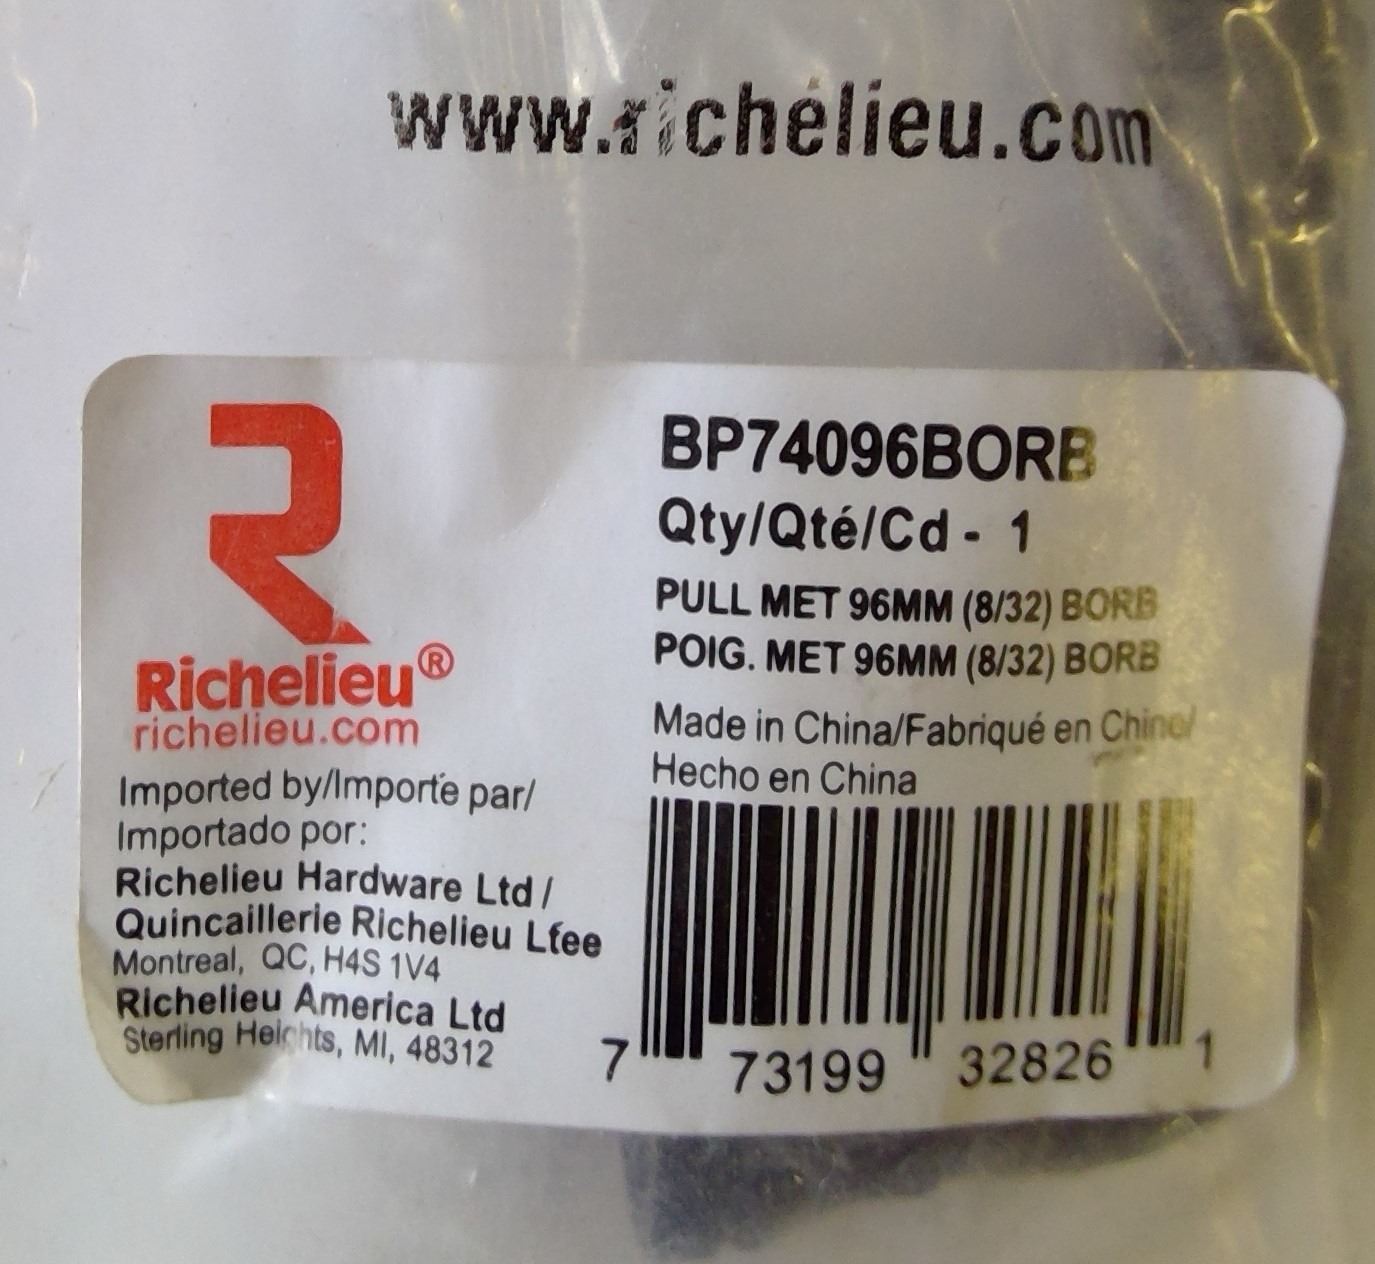 www.richelieu.com
Richelieu®
richelieu.com
Imported by/Importé par/
Importado por:
Richelieu Hardware Ltd /
Quincaillerie Richelieu Ltee
Montreal, QC, H4S 1V4
Richelieu America Ltd
Sterling Heights, MI, 48312
BP74096BORB
Qty/Qté/Cd - 1
PULL MET 96MM (8/32) BORB
POIG. MET 96MM (8/32) BORB
Made in China/Fabriqué en Chine/
Hecho en China
7 73199 32826 1